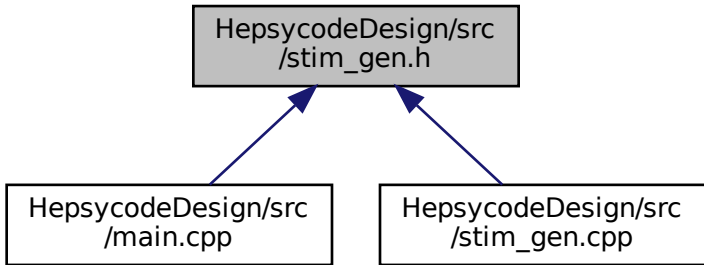 HepsycodeDesign/src
/stim_gen.h
HepsycodeDesign/src
/main.cpp
HepsycodeDesign/src
/stim_gen.cpp